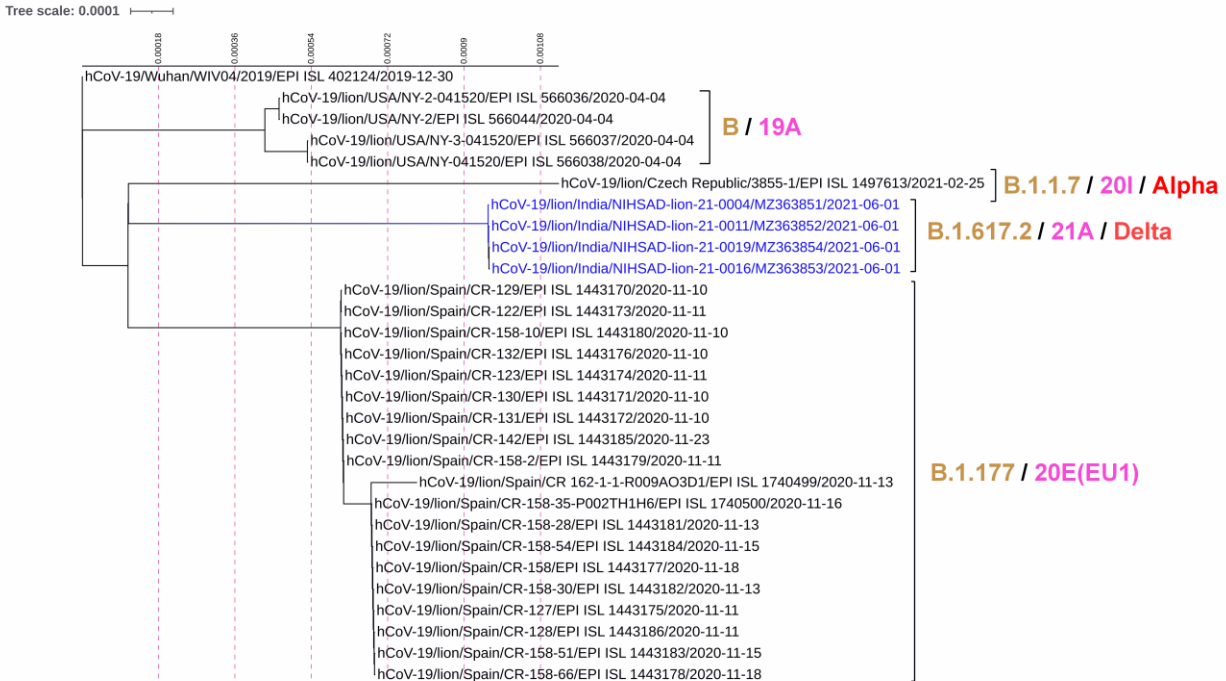 Tree scale: 0.0001
0.00018
0.00036
0.00054
0.00072
0.0009
0.00108
hCoV-19/Wuhan/WIV04/2019/EPI ISL 402124/2019-12-30
hCoV-19/lion/USA/NY-2-041520/EPI ISL 566036/2020-04-04
hCoV-19/lion/USA/NY-2/EPI ISL 566044/2020-04-04
B / 19A
hCoV-19/lion/USA/NY-3-041520/EPI ISL 566037/2020-04-04
hCoV-19/lion/USA/NY-041520/EPI ISL 566038/2020-04-04
hCoV-19/lion/Czech Republic/3855-1/EPI ISL 1497613/2021-02-25
B.1.1.7 / 20I / Alpha
hCoV-19/lion/India/NIHSAD-lion-21-0004/MZ363851/2021-06-01
hCoV-19/lion/India/NIHSAD-lion-21-0011/MZ363852/2021-06-01
B.1.617.2 / 21A / Delta
hCoV-19/lion/India/NIHSAD-lion-21-0019/MZ363854/2021-06-01
hCoV-19/lion/India/NIHSAD-lion-21-0016/MZ363853/2021-06-01
hCoV-19/lion/Spain/CR-129/EPI ISL 1443170/2020-11-10
hCoV-19/lion/Spain/CR-122/EPI ISL 1443173/2020-11-11
hCoV-19/lion/Spain/CR-158-10/EPI ISL 1443180/2020-11-10
hCoV-19/lion/Spain/CR-132/EPI ISL 1443176/2020-11-10
hCoV-19/lion/Spain/CR-123/EPI ISL 1443174/2020-11-11
hCoV-19/lion/Spain/CR-130/EPI ISL 1443171/2020-11-10
hCoV-19/lion/Spain/CR-131/EPI ISL 1443172/2020-11-10
hCoV-19/lion/Spain/CR-142/EPI ISL 1443185/2020-11-23
hCoV-19/lion/Spain/CR-158-2/EPI ISL 1443179/2020-11-11
B.1.177 / 20E(EU1)
hCoV-19/lion/Spain/CR 162-1-1-R009AO3D1/EPI ISL 1740499/2020-11-13
hCoV-19/lion/Spain/CR-158-35-P002TH1H6/EPI ISL 1740500/2020-11-16
hCoV-19/lion/Spain/CR-158-28/EPI ISL 1443181/2020-11-13
hCoV-19/lion/Spain/CR-158-54/EPI ISL 1443184/2020-11-15
hCoV-19/lion/Spain/CR-158/EPI ISL 1443177/2020-11-18
hCoV-19/lion/Spain/CR-158-30/EPI ISL 1443182/2020-11-13
hCoV-19/lion/Spain/CR-127/EPI ISL 1443175/2020-11-11
hCoV-19/lion/Spain/CR-128/EPI ISL 1443186/2020-11-11
hCoV-19/lion/Spain/CR-158-51/EPI ISL 1443183/2020-11-15
hCoV-19/lion/Spain/CR-158-66/EPI ISL 1443178/2020-11-18